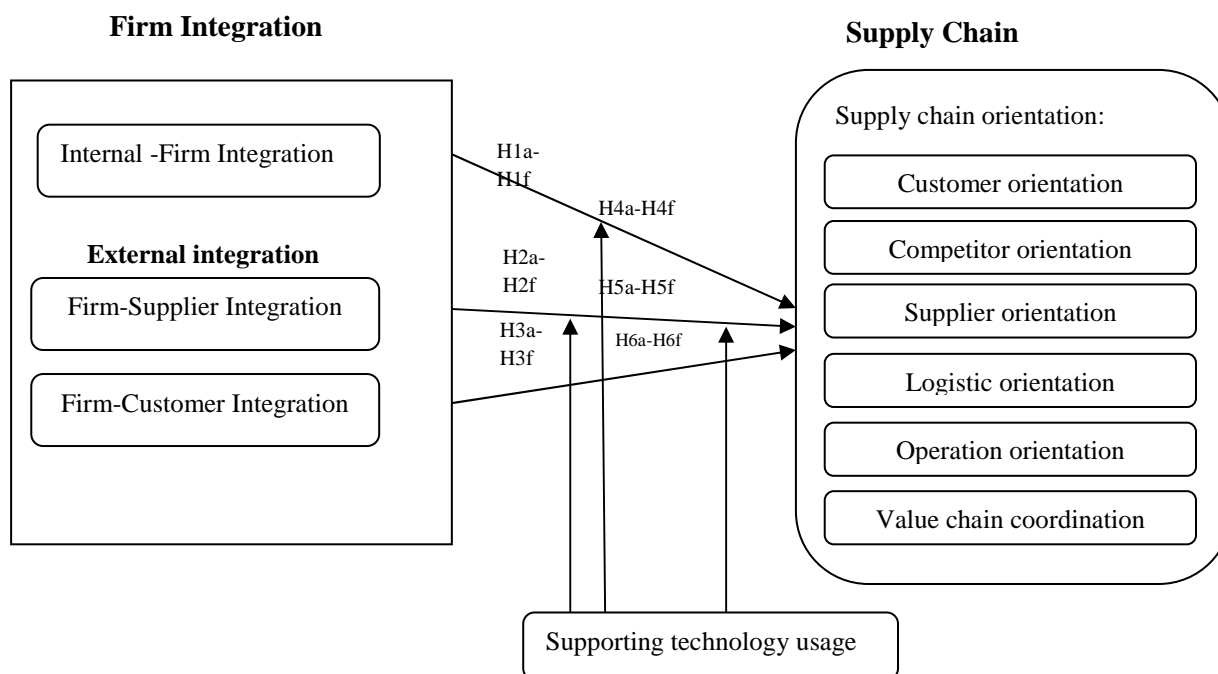 Firm Integration
Supply Chain
Internal -Firm Integration
External integration
Firm-Supplier Integration
Firm-Customer Integration
H1a-
H1f
H4a-H4f
H2a-
H2f
H5a-H5f
H3a-
H3f
H6a-H6f
Supply chain orientation:
Customer orientation
Competitor orientation
Supplier orientation
Logistic orientation
Operation orientation
Value chain coordination
Supporting technology usage